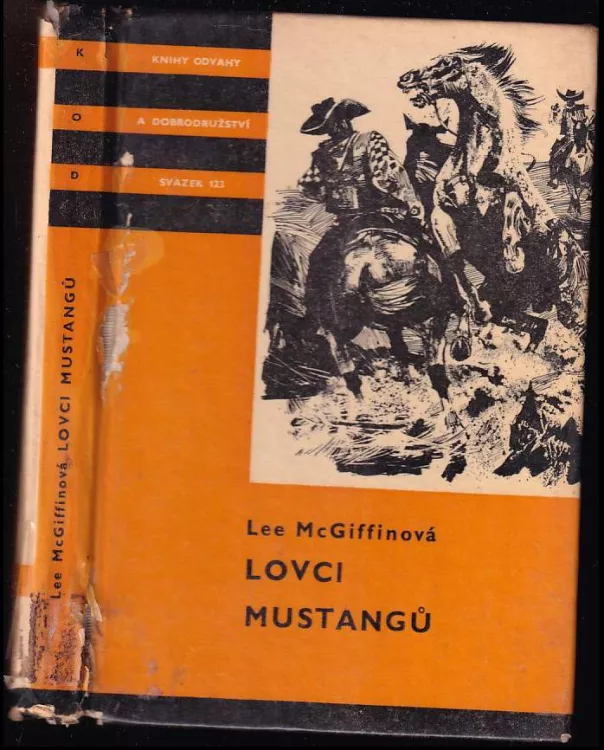 K
O
D
KNIHY ODVAHY
A DOBRODRUŽSTVÍ
SVAZEK 123
Lee McGiffinová LOVCI MUSTANGŮ
Lee McGiffinová
LOVCI
MUSTANGŮ